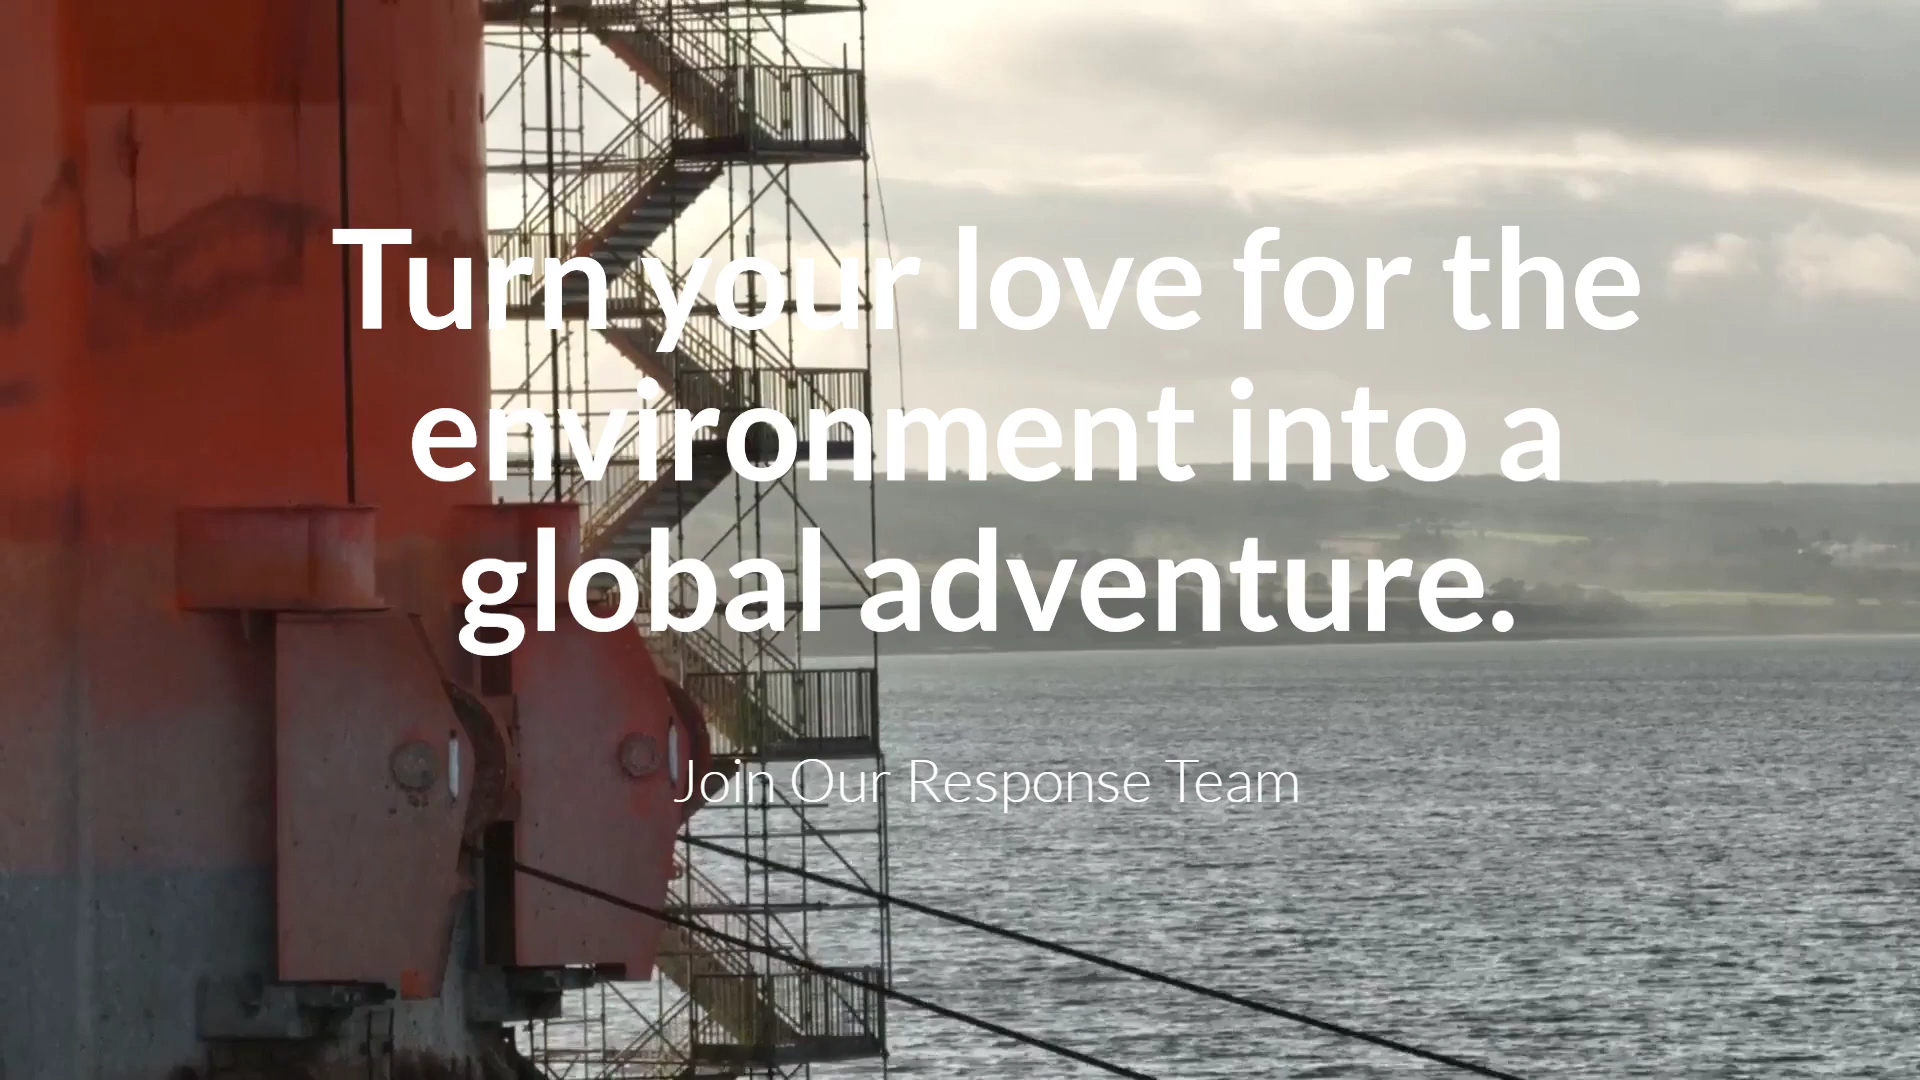 Turn your love for the
environment into a
global adventure.
Join Our Response Team